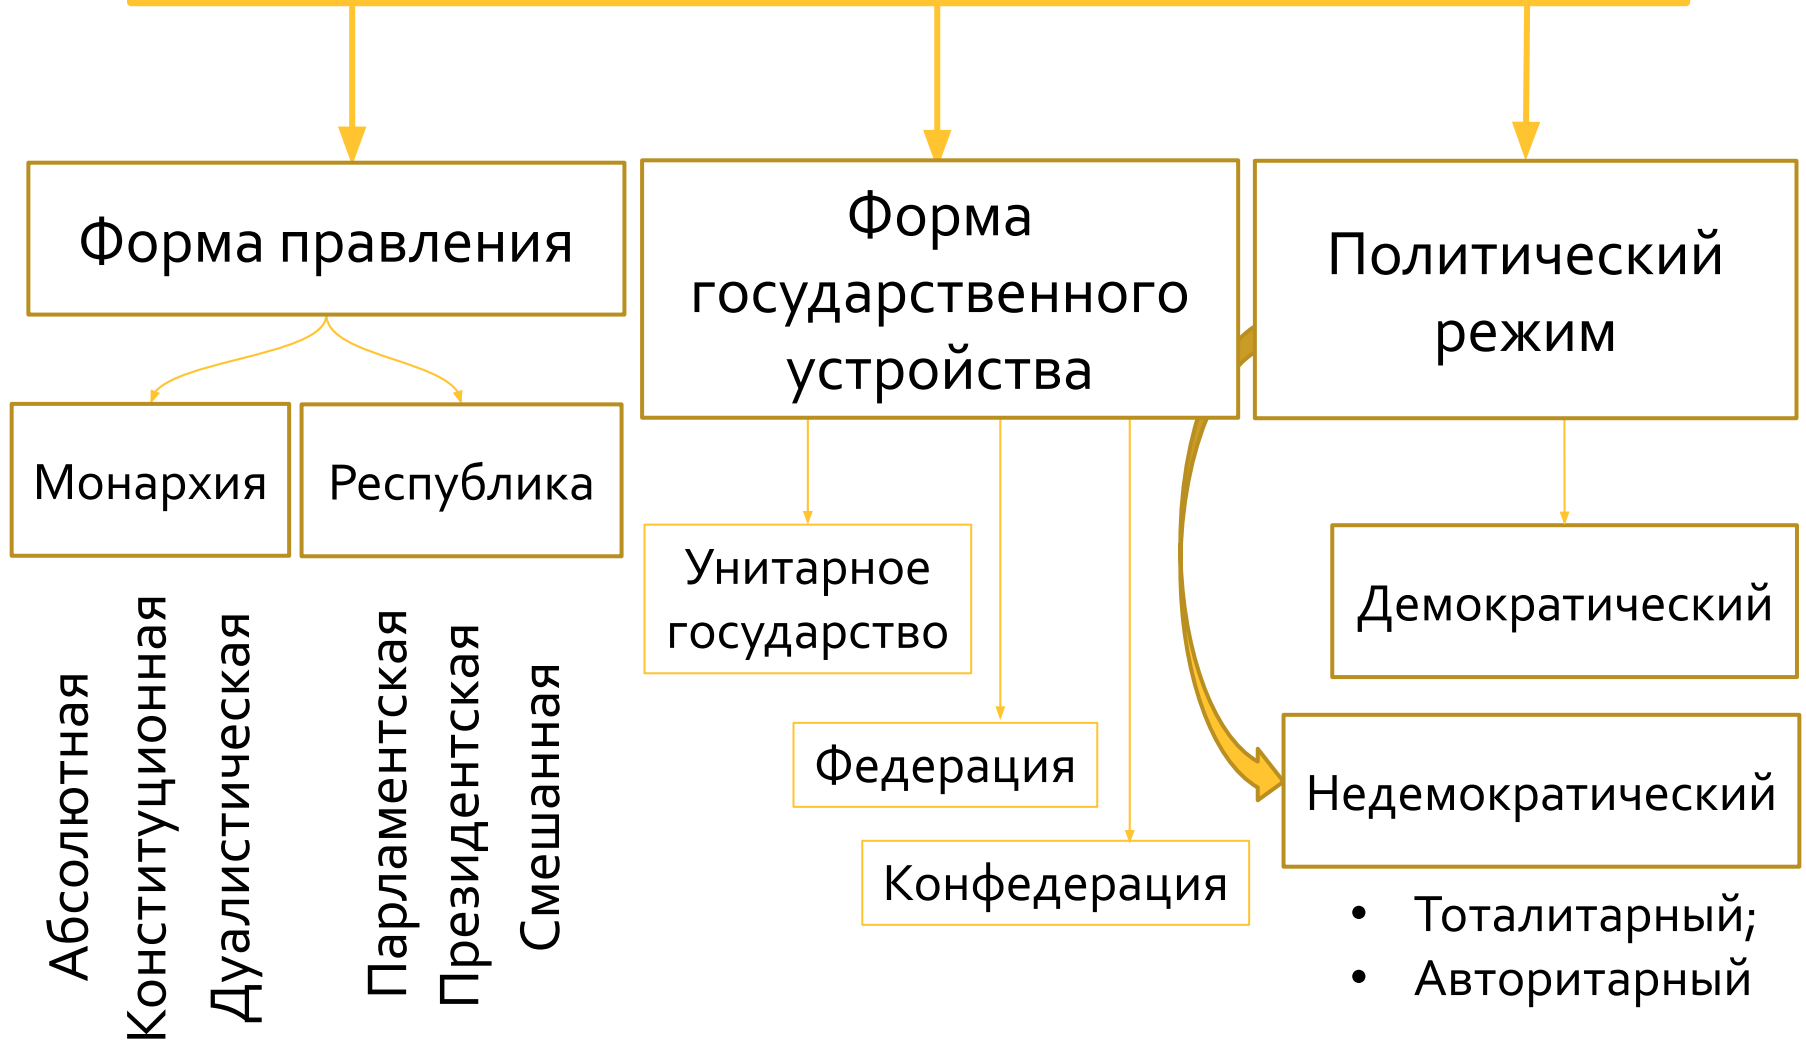 Форма правления
Форма
государственного
устройства
Политический
режим
Монархия
Республика
Абсолютная
Конституционная
Дуалистическая
Парламентская
Президентская
Смешанная
Унитарное
государство
Федерация
Конфедерация
Демократический
Недемократический
• Тоталитарный;
• Авторитарный